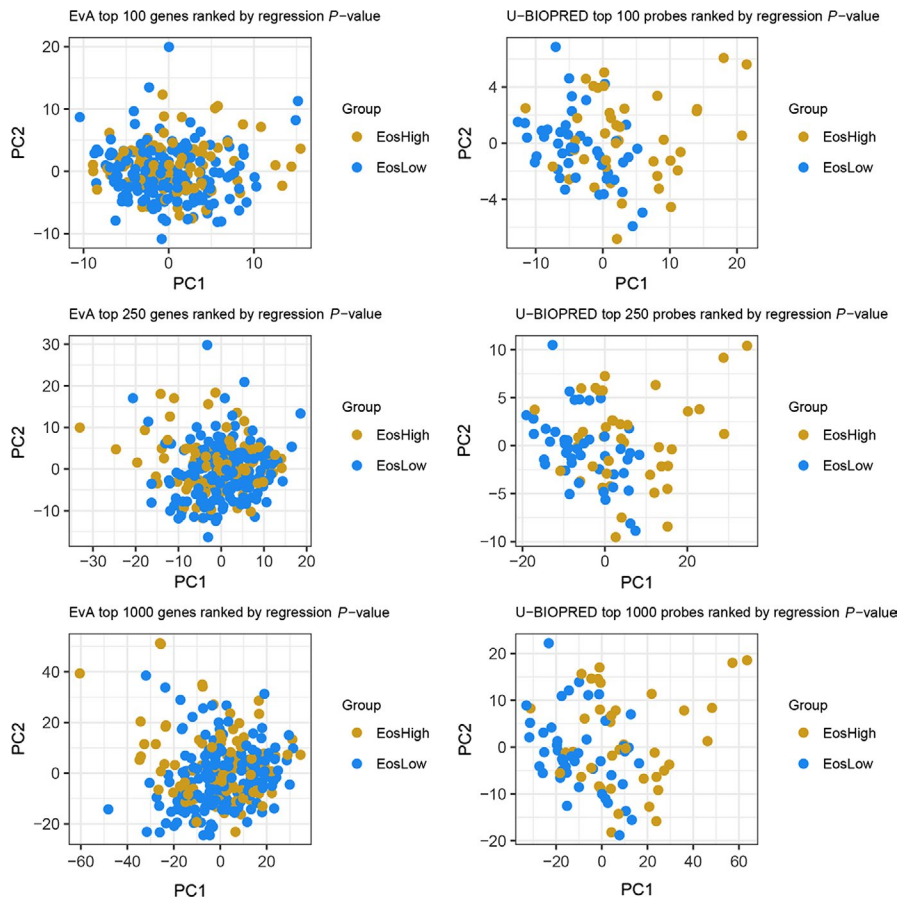 EvA top 100 genes ranked by regression P-value
20
10
0
−10
PC2
−10
0
10
PC1
Group
EosHigh
EosLow
U-BIOPRED top 100 probes ranked by regression P-value
4
0
−4
PC2
−10
0
10
20
PC1
Group
EosHigh
EosLow
EvA top 250 genes ranked by regression P-value
30
20
10
0
−10
PC2
−30
−20
−10
0
10
20
PC1
Group
EosHigh
EosLow
U-BIOPRED top 250 probes ranked by regression P-value
10
5
0
−5
−10
PC2
−20
0
20
PC1
Group
EosHigh
EosLow
EvA top 1000 genes ranked by regression P-value
60
40
20
0
−20
PC2
−60
−40
−20
0
20
PC1
Group
EosHigh
EosLow
U-BIOPRED top 1000 probes ranked by regression P-value
20
10
0
−10
−20
PC2
−20
0
20
40
60
PC1
Group
EosHigh
EosLow